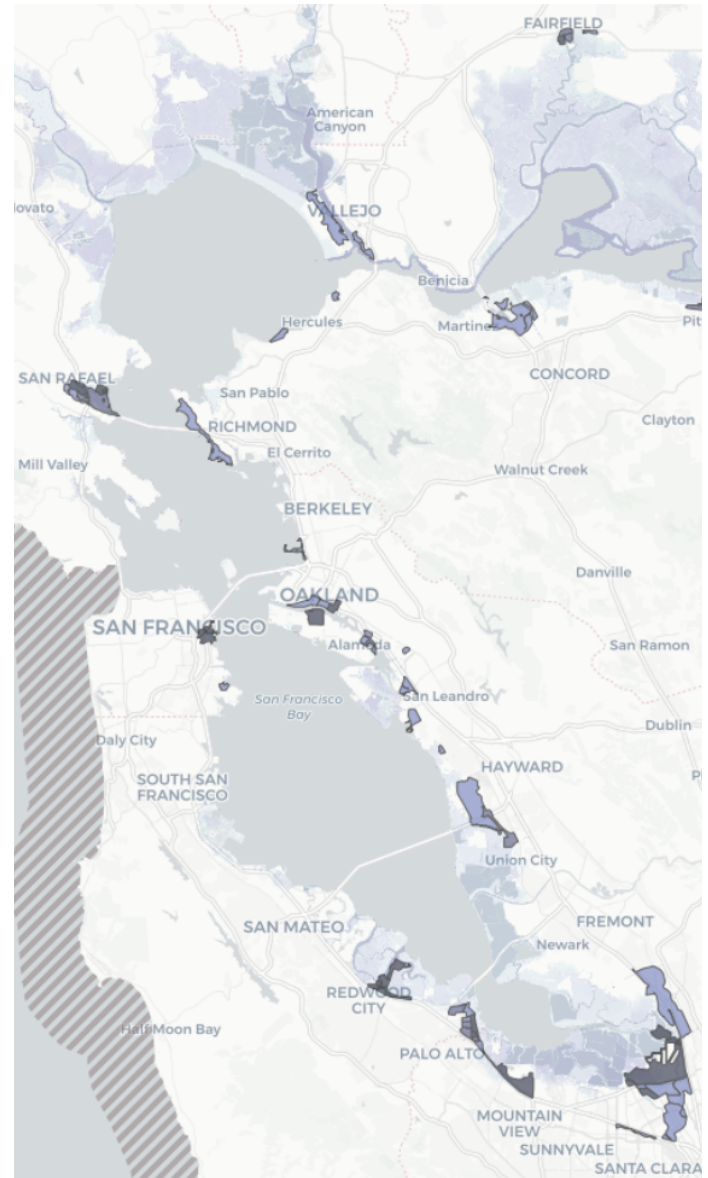 FAIRFIELD
American
Canyon
ovato
VALLEJO
Benicia
Hercules
Martinez
Pit
CONCORD
SAN RAFAEL
San Pablo
RICHMOND
Clayton
El Cerrito
Mill Valley
Walnut Creek
BERKELEY
Danville
OAKLAND
SAN FRANCISCO
Alameda
San Ramon
San Leandro
San Francisco
Bay
Dublin
Daly City
HAYWARD
P
SOUTH SAN
FRANCISCO
Union City
SAN MATEO
FREMONT
Newark
REDWOOD
CITY
Half Moon Bay
PALO ALTO
MOUNTAIN
VIEW
SUNNYVALE
SANTA CLARA